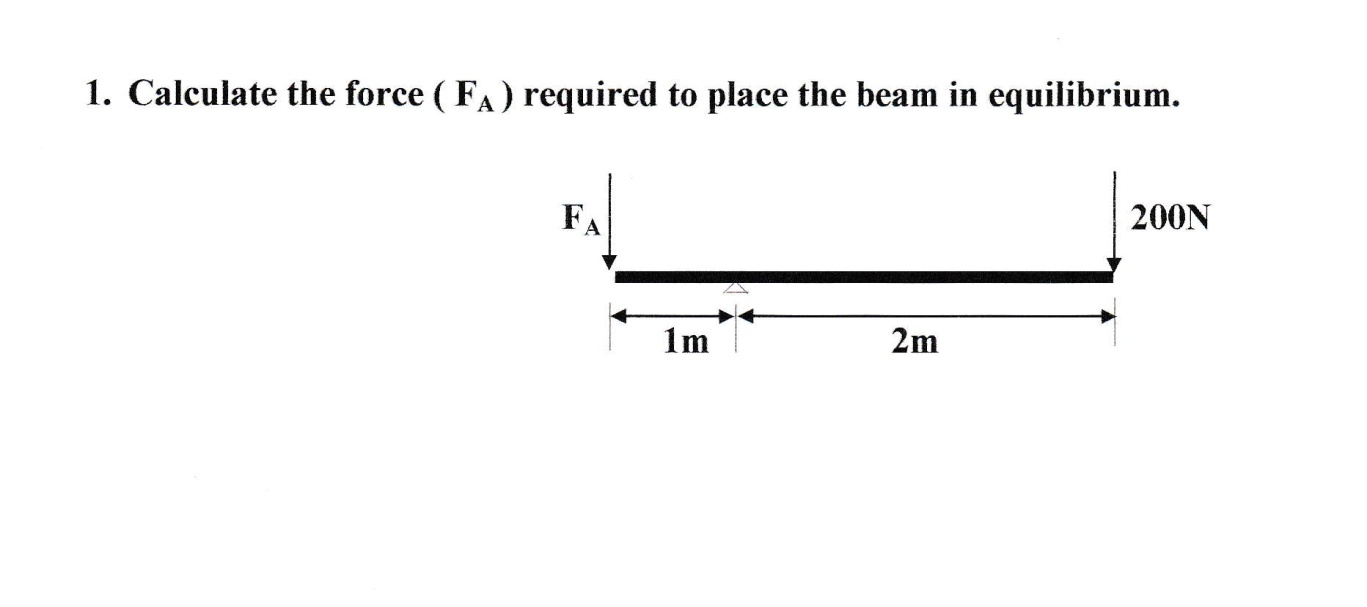 1. Calculate the force ( FA ) required to place the beam in equilibrium.
FA
200N
1m
2m